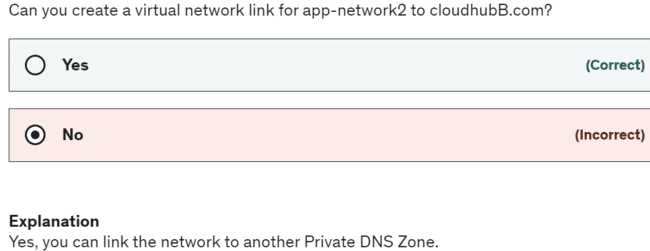 Can you create a virtual network link for app-network2 to cloudhubB.com?
Yes (Correct)
No (Incorrect)
Explanation
Yes, you can link the network to another Private DNS Zone.